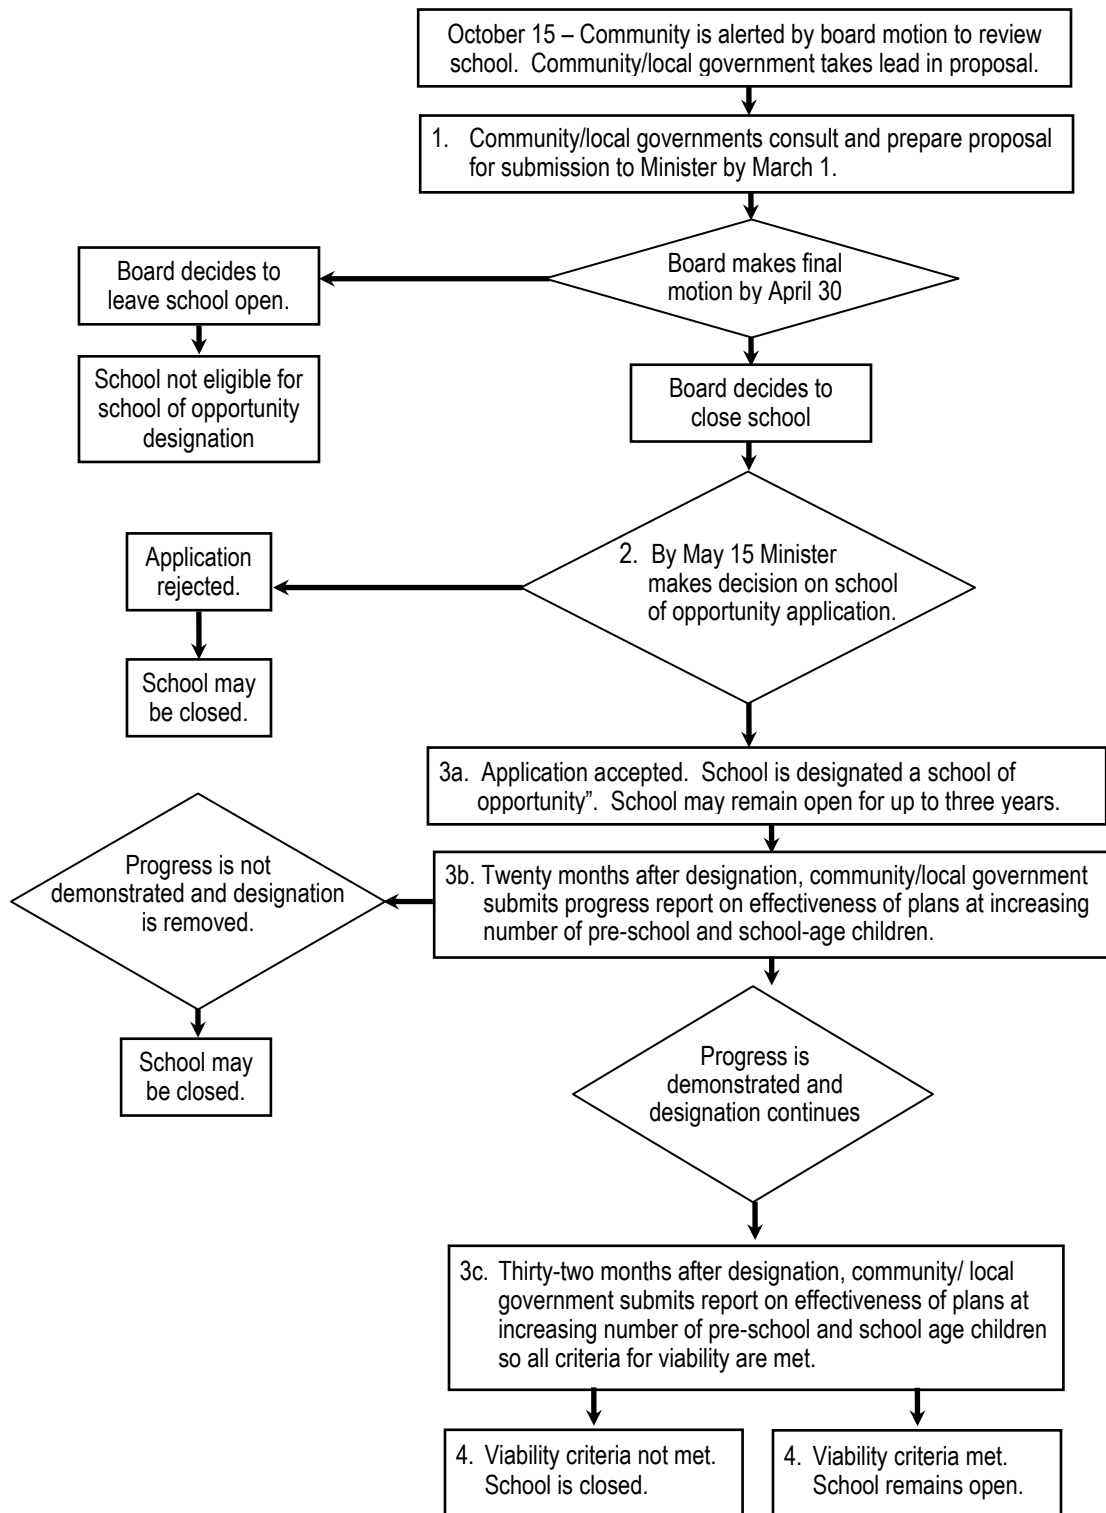 October 15 – Community is alerted by board motion to review
school.  Community/local government takes lead in proposal.
1.  Community/local governments consult and prepare proposal
for submission to Minister by March 1.
Board makes final
motion by April 30
Board decides to
leave school open.
School not eligible for
school of opportunity
designation
Board decides to
close school
2.  By May 15 Minister
makes decision on school
of opportunity application.
Application
rejected.
School may
be closed.
3a.  Application accepted.  School is designated a school of
opportunity”.  School may remain open for up to three years.
3b. Twenty months after designation, community/local government
submits progress report on effectiveness of plans at increasing
number of pre-school and school-age children.
Progress is not
demonstrated and designation
is removed.
School may
be closed.
Progress is
demonstrated and
designation continues
3c.  Thirty-two months after designation, community/ local
government submits report on effectiveness of plans at
increasing number of pre-school and school age children
so all criteria for viability are met.
4.  Viability criteria not met.
School is closed.
4.  Viability criteria met.
School remains open.